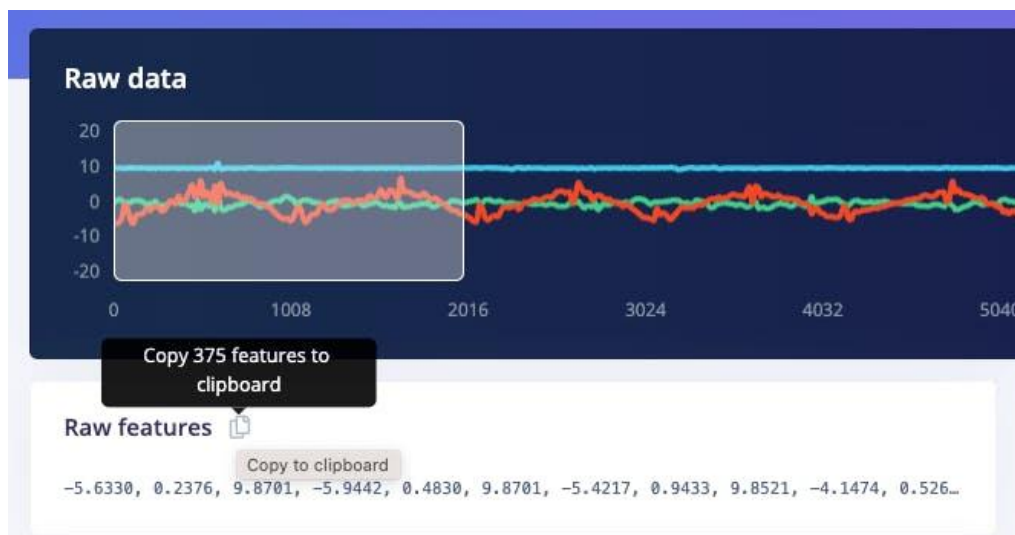 Raw data
20
10
0
-10
-20
0 1008 2016 3024 4032 5040
Copy 375 features to
clipboard
Raw features
Copy to clipboard
-5.6330, 0.2376, 9.8701, -5.9442, 0.4830, 9.8701, -5.4217, 0.9433, 9.8521, -4.1474, 0.526…